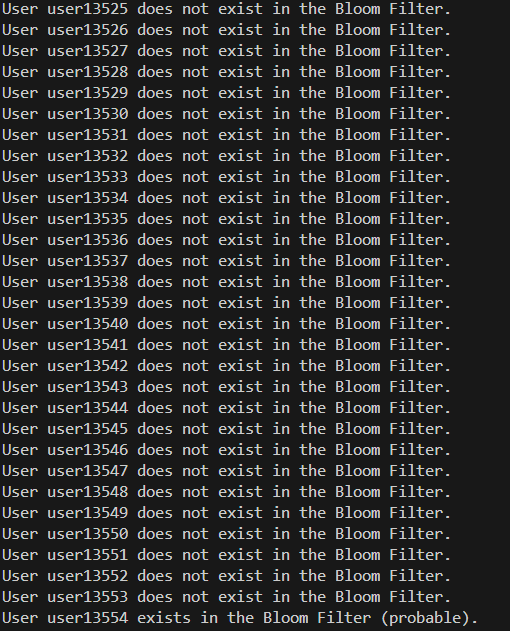 User user13525 does not exist in the Bloom Filter.
User user13526 does not exist in the Bloom Filter.
User user13527 does not exist in the Bloom Filter.
User user13528 does not exist in the Bloom Filter.
User user13529 does not exist in the Bloom Filter.
User user13530 does not exist in the Bloom Filter.
User user13531 does not exist in the Bloom Filter.
User user13532 does not exist in the Bloom Filter.
User user13533 does not exist in the Bloom Filter.
User user13534 does not exist in the Bloom Filter.
User user13535 does not exist in the Bloom Filter.
User user13536 does not exist in the Bloom Filter.
User user13537 does not exist in the Bloom Filter.
User user13538 does not exist in the Bloom Filter.
User user13539 does not exist in the Bloom Filter.
User user13540 does not exist in the Bloom Filter.
User user13541 does not exist in the Bloom Filter.
User user13542 does not exist in the Bloom Filter.
User user13543 does not exist in the Bloom Filter.
User user13544 does not exist in the Bloom Filter.
User user13545 does not exist in the Bloom Filter.
User user13546 does not exist in the Bloom Filter.
User user13547 does not exist in the Bloom Filter.
User user13548 does not exist in the Bloom Filter.
User user13549 does not exist in the Bloom Filter.
User user13550 does not exist in the Bloom Filter.
User user13551 does not exist in the Bloom Filter.
User user13552 does not exist in the Bloom Filter.
User user13553 does not exist in the Bloom Filter.
User user13554 exists in the Bloom Filter (probable).